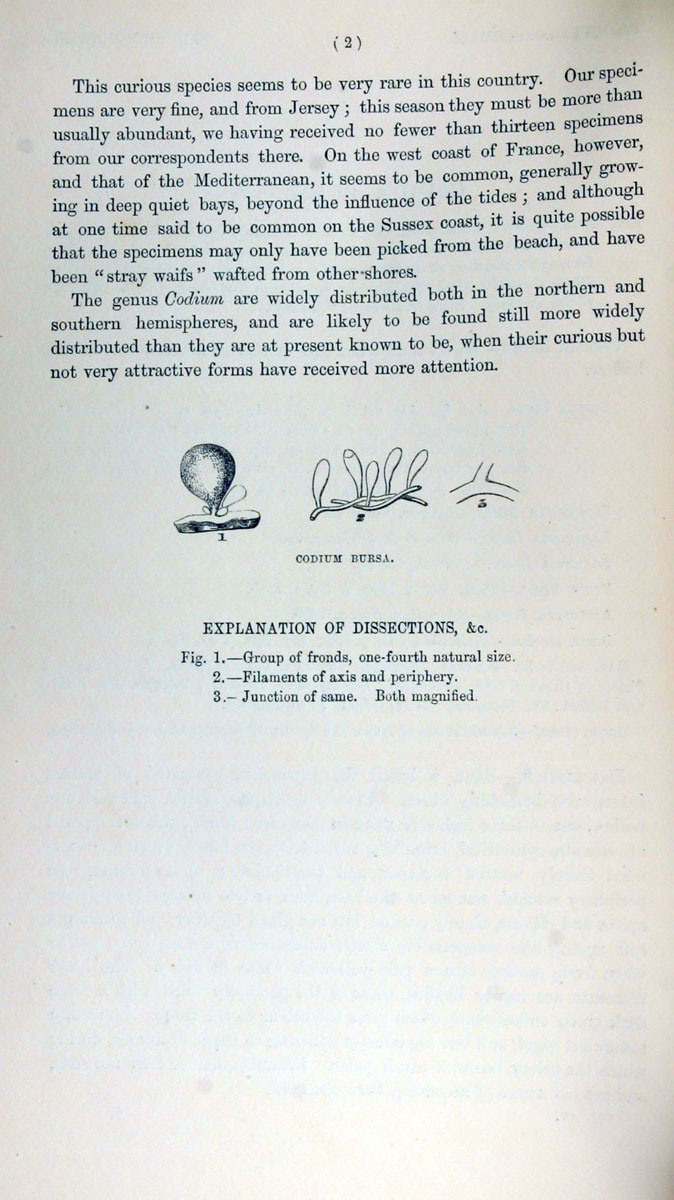 ( 2 )
This curious species seems to be very rare in this country. Our speci-
mens are very fine, and from Jersey ; this season they must be more than
usually abundant, we having received no fewer than thirteen specimens
from our correspondents there. On the west coast of France, however,
and that of the Mediterranean, it seems to be common, generally grow-
ing in deep quiet bays, beyond the influence of the tides ; and although
at one time said to be common on the Sussex coast, it is quite possible
that the specimens may only have been picked from the beach, and have
been “ stray waifs ” wafted from other shores.
The genus Codium are widely distributed both in the northern and
southern hemispheres, and are likely to be found still more widely
distributed than they are at present known to be, when their curious but
not very attractive forms have received more attention.
1 2 3
CODIUM BURSA.
EXPLANATION OF DISSECTIONS, &c.
Fig. 1.—Group of fronds, one-fourth natural size.
2.—Filaments of axis and periphery.
3.— Junction of same. Both magnified.